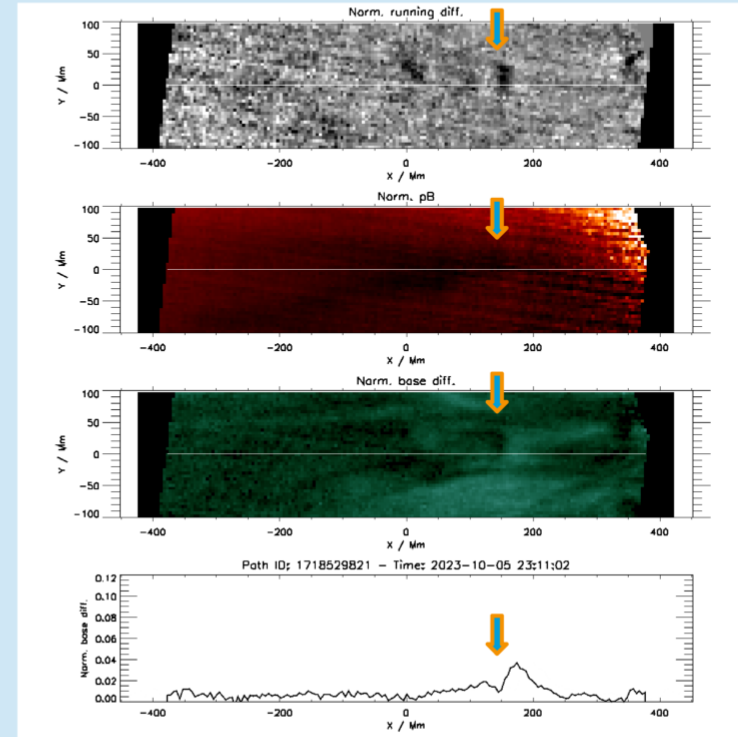 Norm. running diff.
100
50
0
-50
-100
Y / Mm
-400 -200 0 200 400
X / Mm
Norm. pB
100
50
0
-50
-100
Y / Mm
-400 -200 0 200 400
X / Mm
Norm. base diff.
100
50
0
-50
-100
Y / Mm
-400 -200 0 200 400
X / Mm
Path ID: 1718529821 - Time: 2023-10-05 23:11:02
0.12
0.10
0.08
0.06
0.04
0.02
0.00
Norm. base diff.
-400 -200 0 200 400
X / Mm